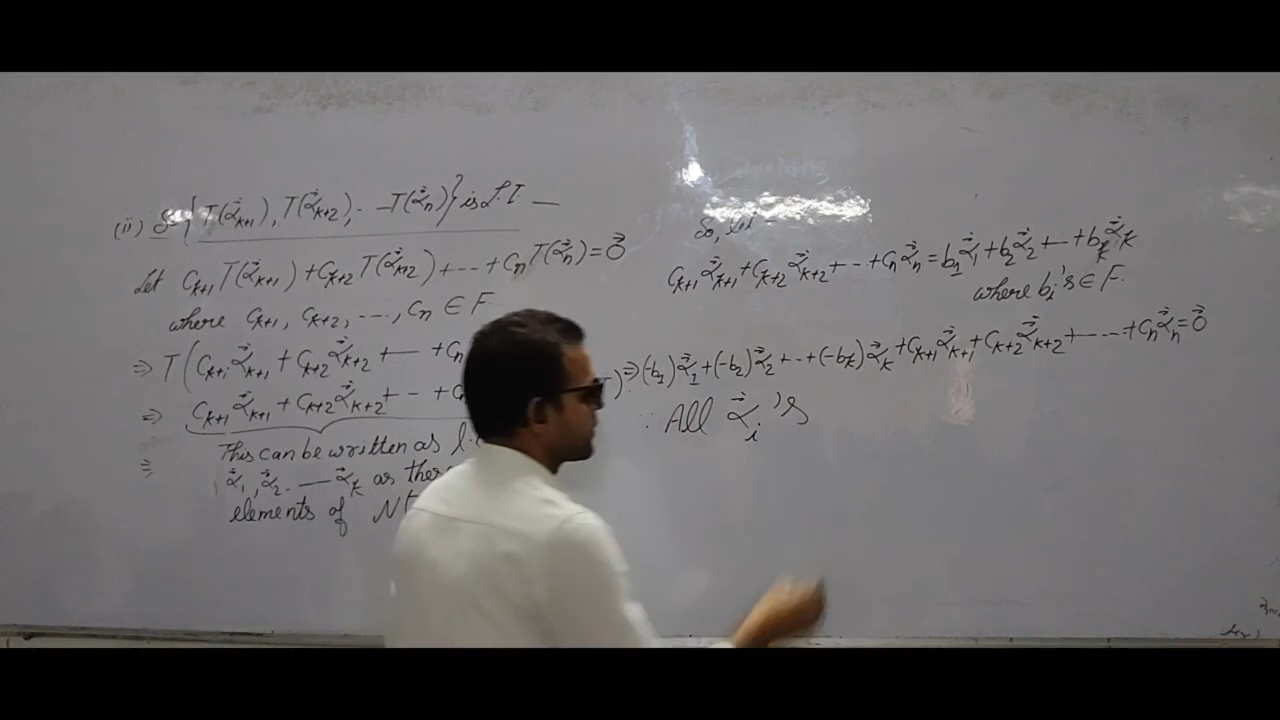 (ii) S = { T(α⃗ₖ₊₁), T(α⃗ₖ₊₂), - — T(α⃗ₙ)} is L.I. —
Let Cₖ₊₁ T(α⃗ₖ₊₁) + Cₖ₊₂ T(α⃗ₖ₊₂) + --- + Cₙ T(α⃗ₙ) = 0⃗
where Cₖ₊₁, Cₖ₊₂, ---, Cₙ ∈ F.
⇒ T ( Cₖ₊₁ α⃗ₖ₊₁ + Cₖ₊₂ α⃗ₖ₊₂ + --- + Cₙ
⇒ Cₖ₊₁ α⃗ₖ₊₁ + Cₖ₊₂ α⃗ₖ₊₂ + -- +
This can be written as l.
α⃗₁, α⃗₂. — α⃗ₖ as
elements of N
So, let -
Cₖ₊₁ α⃗ₖ₊₁ + Cₖ₊₂ α⃗ₖ₊₂ + -- + Cₙ α⃗ₙ = b₁ α⃗₁ + b₂ α⃗₂ + -- + bₖ α⃗ₖ
where bᵢ's ∈ F.
⇒ (-b₁) α⃗₁ + (-b₂) α⃗₂ + -- + (-bₖ) α⃗ₖ + Cₖ₊₁ α⃗ₖ₊₁ + Cₖ₊₂ α⃗ₖ₊₂ + --- + Cₙ α⃗ₙ = 0⃗
∵ All α⃗ᵢ's